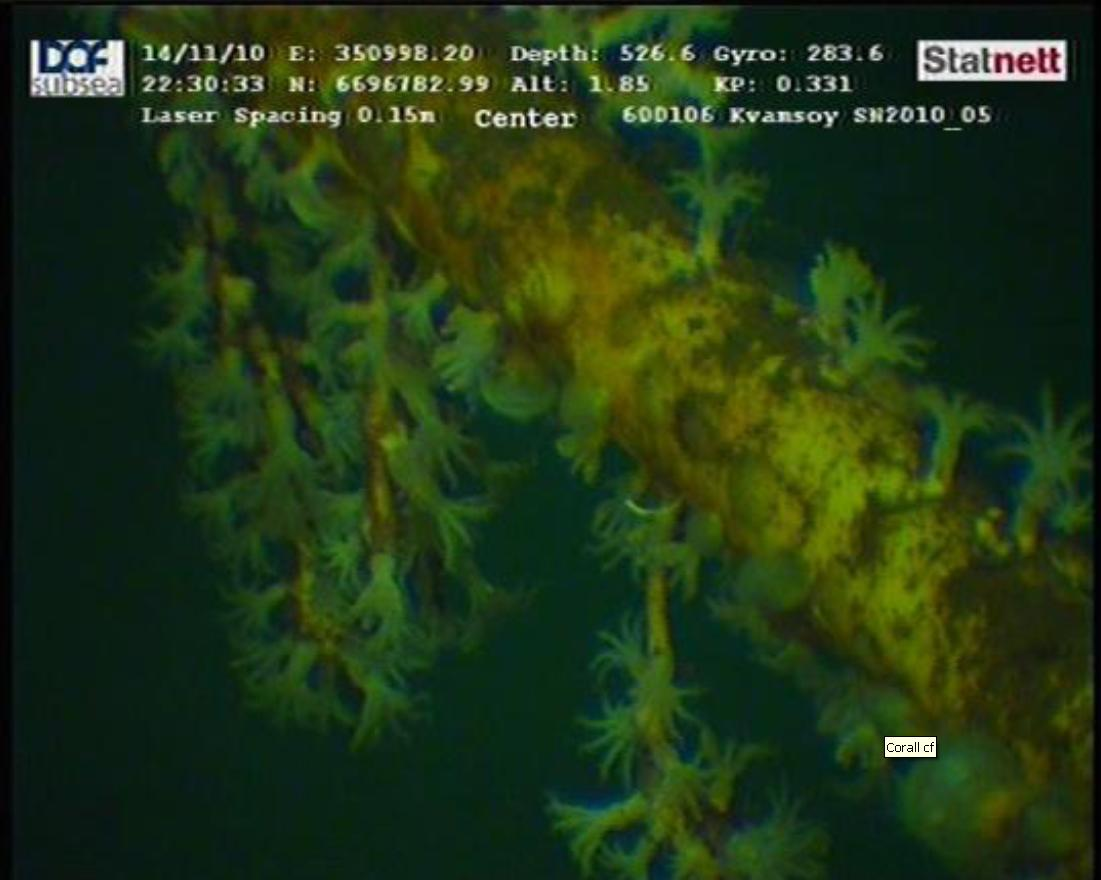 DOF subsea
14/11/10 E: 350998.20 Depth: 526.6 Gyro: 283.6
22:30:33 N: 6696782.99 Alt: 1.85 KP: 0.331
Laser Spacing 0.15m Center 600106 Kvamsoy SN2010_05
Statnett
Corall cf